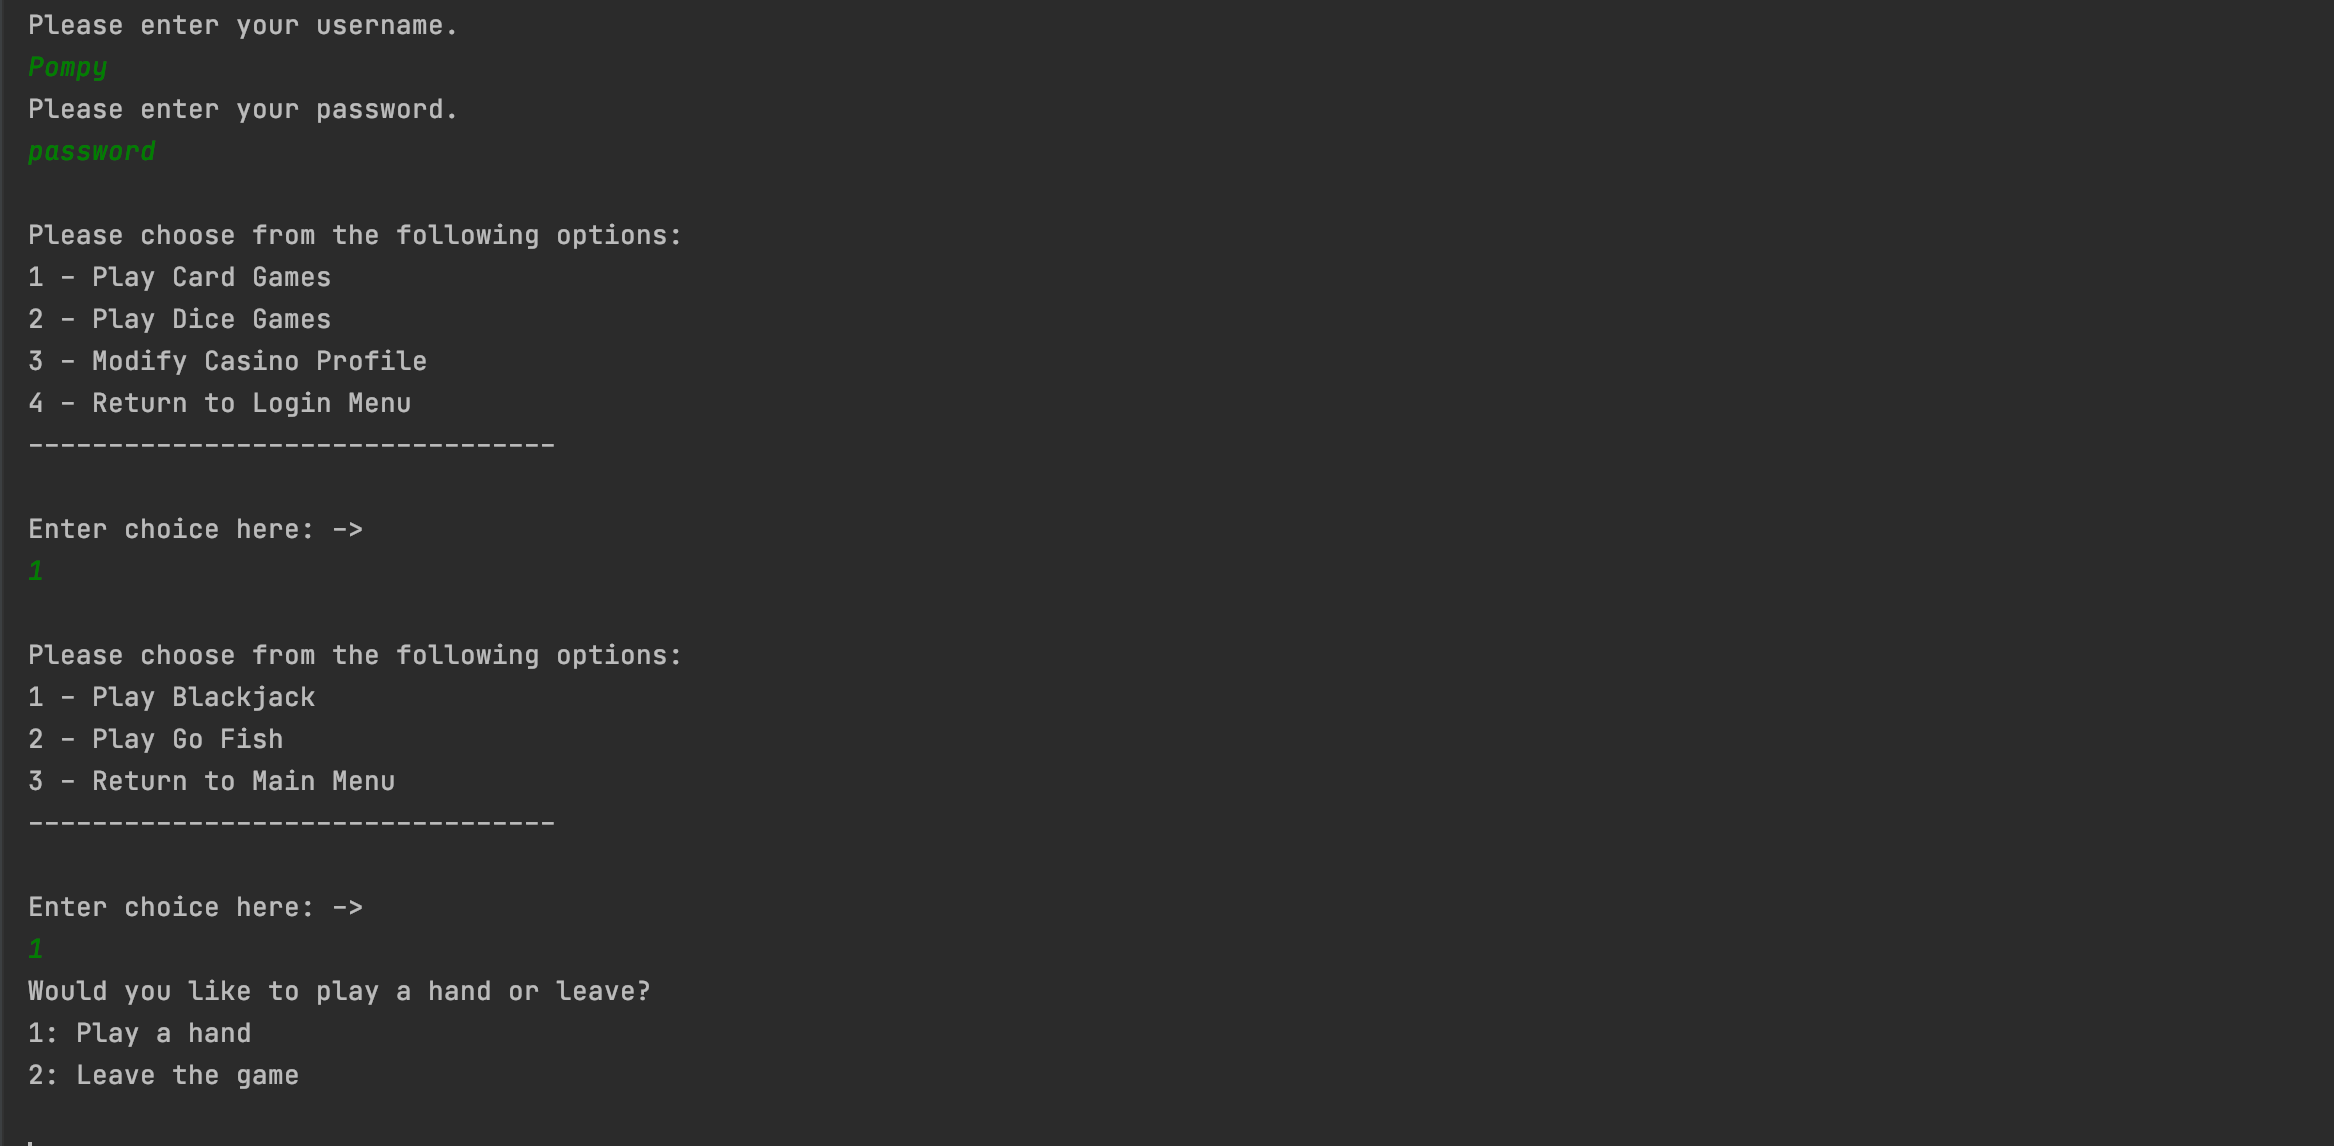 Please enter your username.
Pompy
Please enter your password.
password
Please choose from the following options:
1 - Play Card Games
2 - Play Dice Games
3 - Modify Casino Profile
4 - Return to Login Menu
---------------------------------
Enter choice here: ->
1
Please choose from the following options:
1 - Play Blackjack
2 - Play Go Fish
3 - Return to Main Menu
---------------------------------
Enter choice here: ->
1
Would you like to play a hand or leave?
1: Play a hand
2: Leave the game